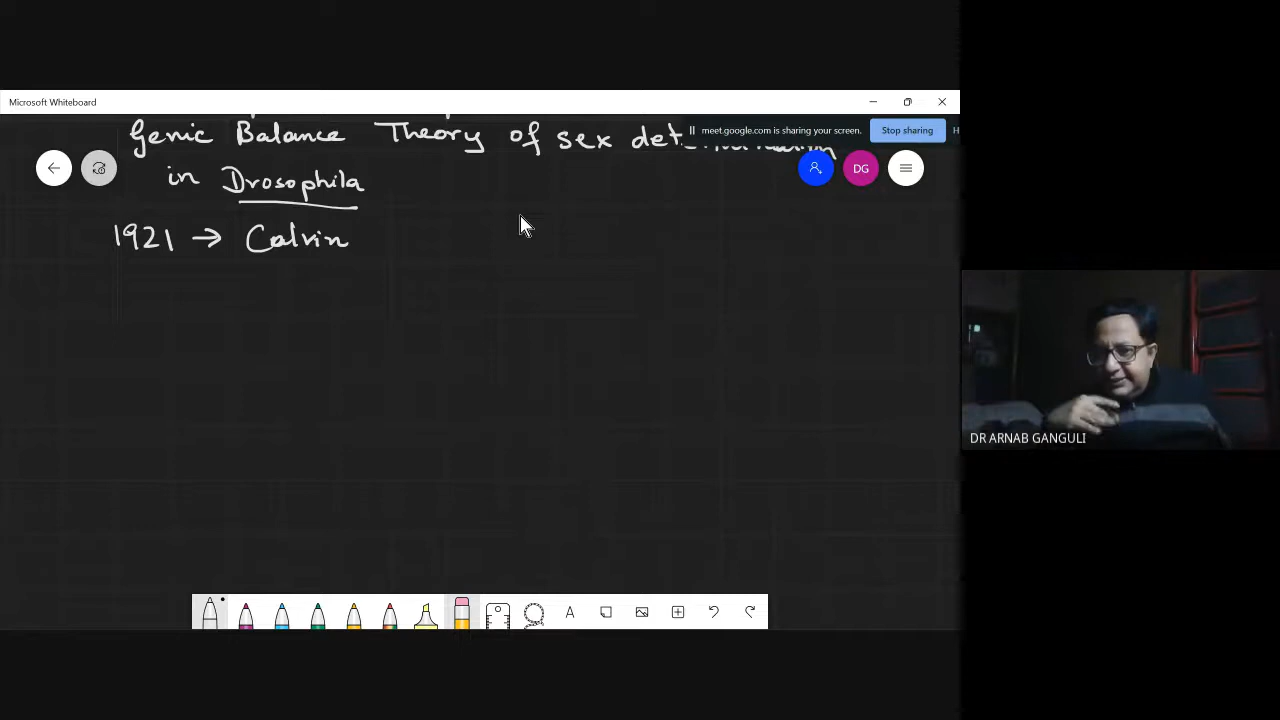 Microsoft Whiteboard
Genic Balance Theory of sex determination
meet.google.com is sharing your screen.
Stop sharing
H
in Drosophila
DG
1921 → Calvin
DR ARNAB GANGULI
A